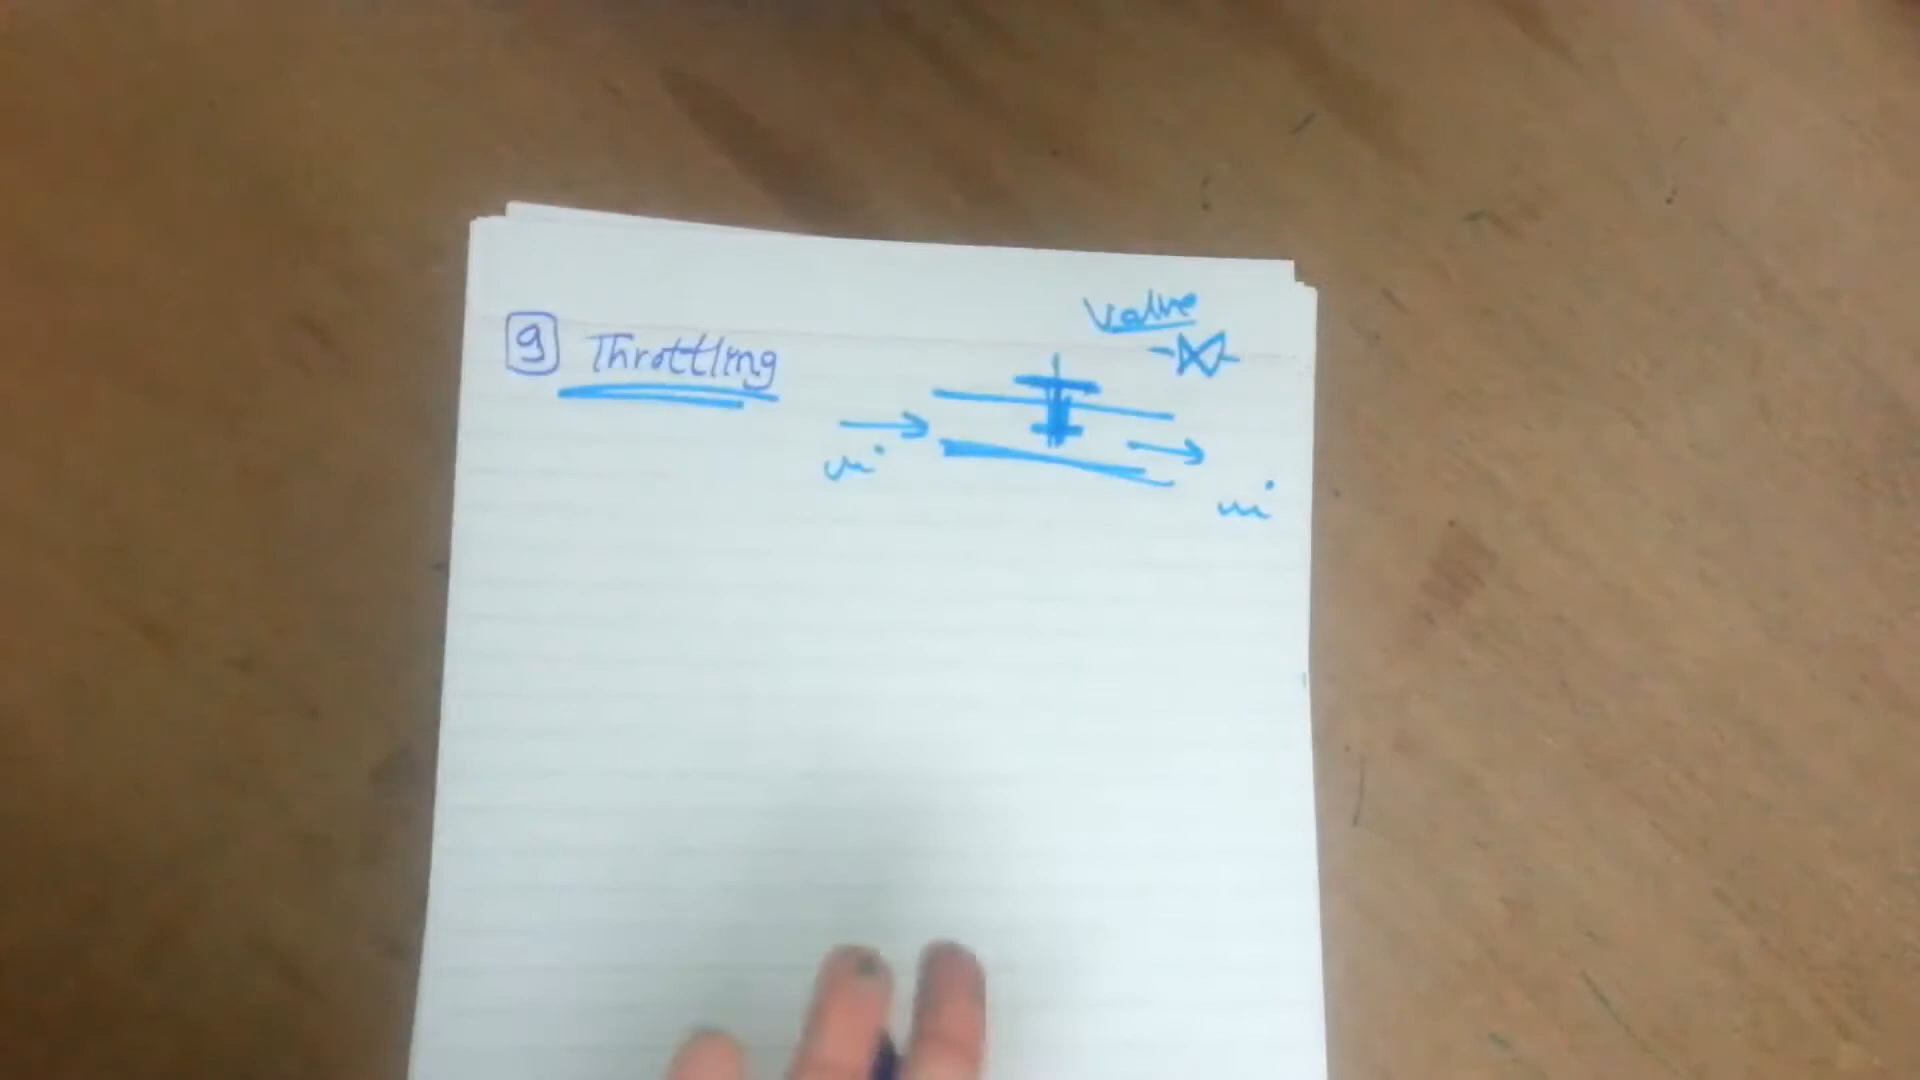 9 Throttling
Valve
ṁ
ṁ